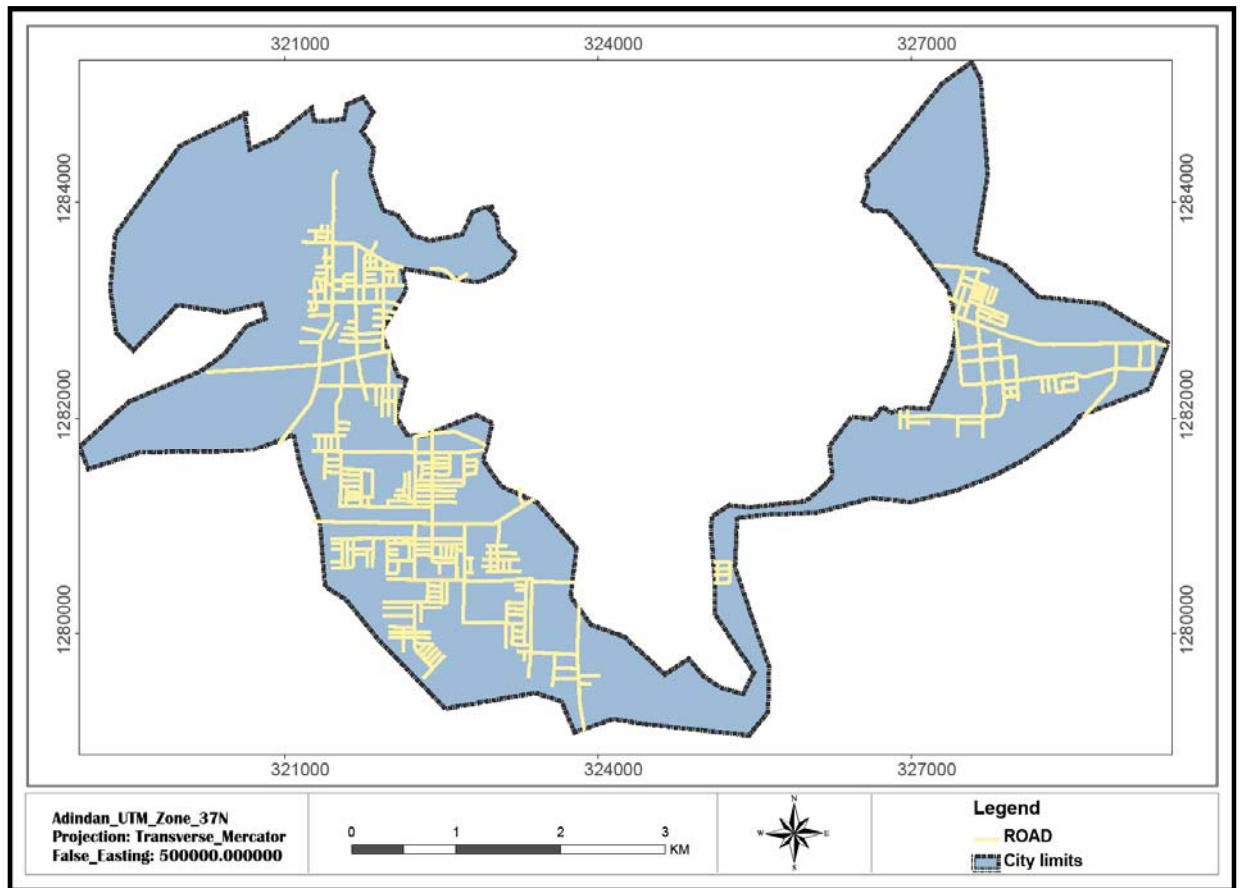 321000 324000 327000
1284000 1284000
1282000 1282000
1280000 1280000
321000 324000 327000
Adindan_UTM_Zone_37N
Projection: Transverse_Mercator
False_Easting: 500000.000000
0 1 2 3
KM
N
W E
S
Legend
ROAD
City limits